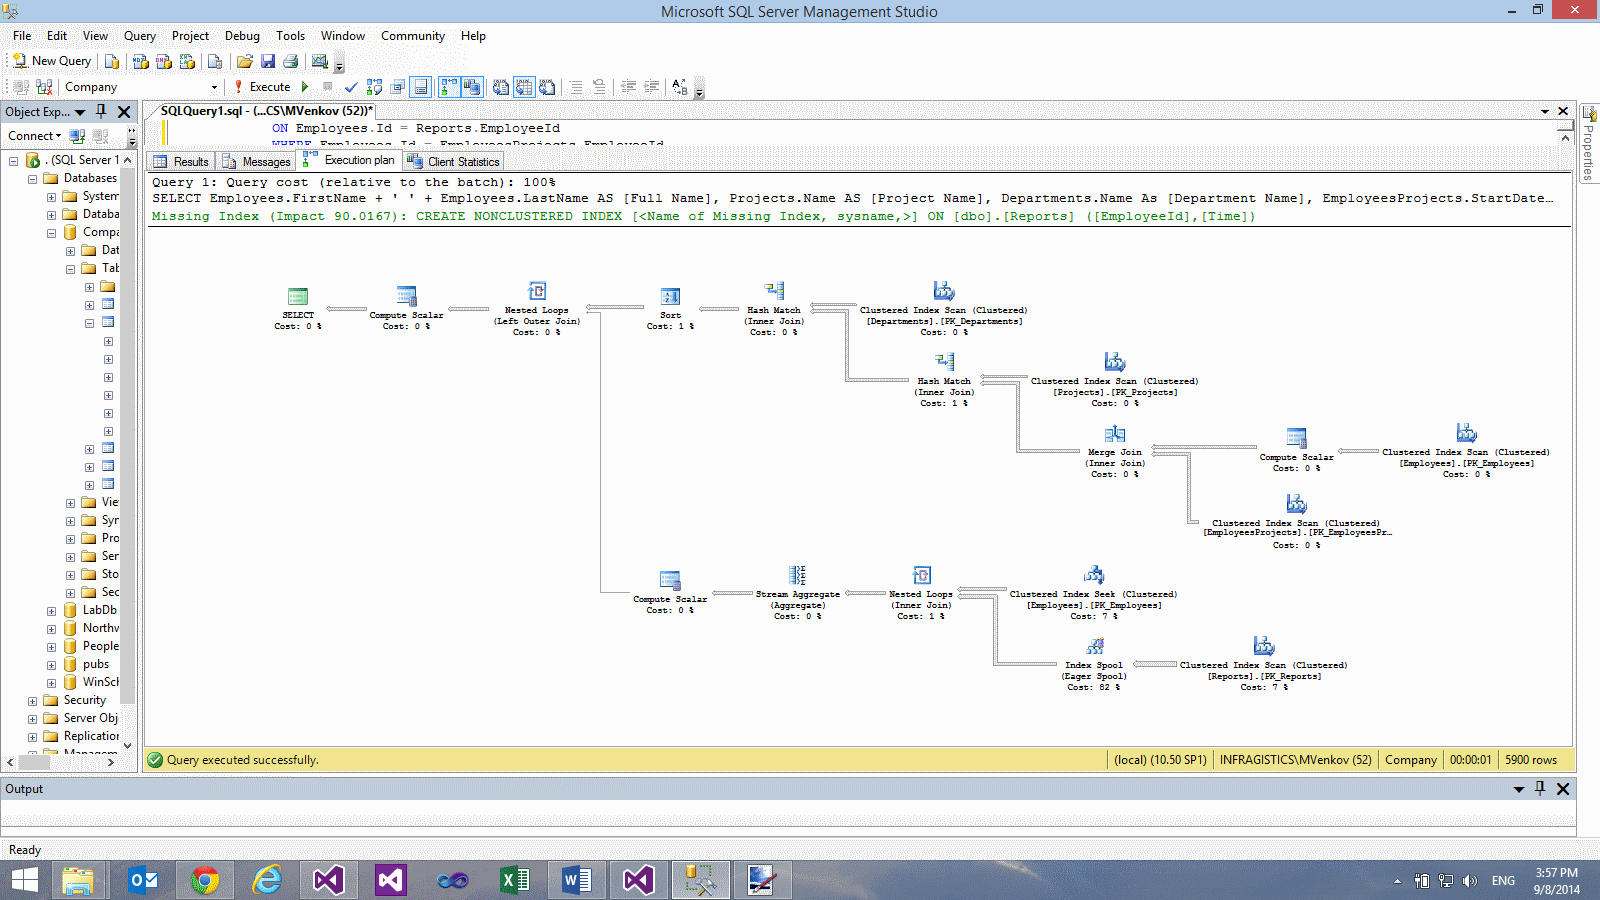 Microsoft SQL Server Management Studio
File Edit View Query Project Debug Tools Window Community Help
New Query
Company Execute
Object Exp...
SQLQuery1.sql - (...CS\MVenkov (52))*
ON Employees.Id = Reports.EmployeeId
WHERE Employees.Id = EmployeesProjects.EmployeeId
Connect
Results Messages Execution plan Client Statistics
Properties
Query 1: Query cost (relative to the batch): 100%
SELECT Employees.FirstName + ' ' + Employees.LastName AS [Full Name], Projects.Name AS [Project Name], Departments.Name As [Department Name], EmployeesProjects.StartDate...
Missing Index (Impact 90.0167): CREATE NONCLUSTERED INDEX [<Name of Missing Index, sysname,>] ON [dbo].[Reports] ([EmployeeId],[Time])
. (SQL Server 1
Databases
System
Databa
Compa
Dat
Tab
Vie
Syn
Pro
Ser
Sto
Sec
LabDb
Northw
People
pubs
WinSch
Security
Server Obj
Replication
Managem
SELECT
Cost: 0 %
Compute Scalar
Cost: 0 %
Nested Loops
(Left Outer Join)
Cost: 0 %
Sort
Cost: 1 %
Hash Match
(Inner Join)
Cost: 0 %
Clustered Index Scan (Clustered)
[Departments].[PK_Departments]
Cost: 0 %
Hash Match
(Inner Join)
Cost: 1 %
Clustered Index Scan (Clustered)
[Projects].[PK_Projects]
Cost: 0 %
Merge Join
(Inner Join)
Cost: 0 %
Compute Scalar
Cost: 0 %
Clustered Index Scan (Clustered)
[Employees].[PK_Employees]
Cost: 0 %
Clustered Index Scan (Clustered)
[EmployeesProjects].[PK_EmployeesPr...
Cost: 0 %
Compute Scalar
Cost: 0 %
Stream Aggregate
(Aggregate)
Cost: 0 %
Nested Loops
(Inner Join)
Cost: 1 %
Clustered Index Seek (Clustered)
[Employees].[PK_Employees]
Cost: 7 %
Index Spool
(Eager Spool)
Cost: 82 %
Clustered Index Scan (Clustered)
[Reports].[PK_Reports]
Cost: 7 %
Query executed successfully.
(local) (10.50 SP1) INFRAGISTICS\MVenkov (52) Company 00:00:01 5900 rows
Output
Ready
ENG
3:57 PM
9/8/2014